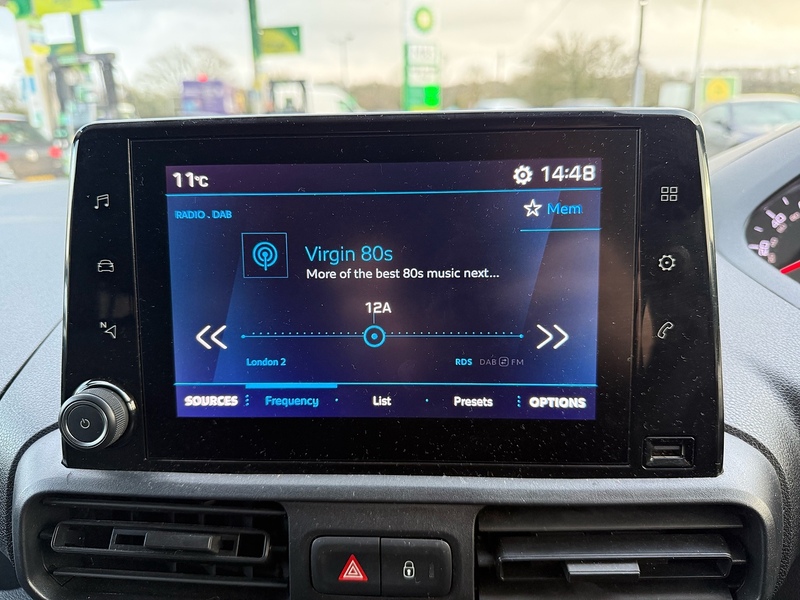 11°C
14:48
RADIO . DAB
Mem
Virgin 80s
More of the best 80s music next...
12A
London 2
RDS DAB FM
SOURCES Frequency List Presets OPTIONS
N
bp